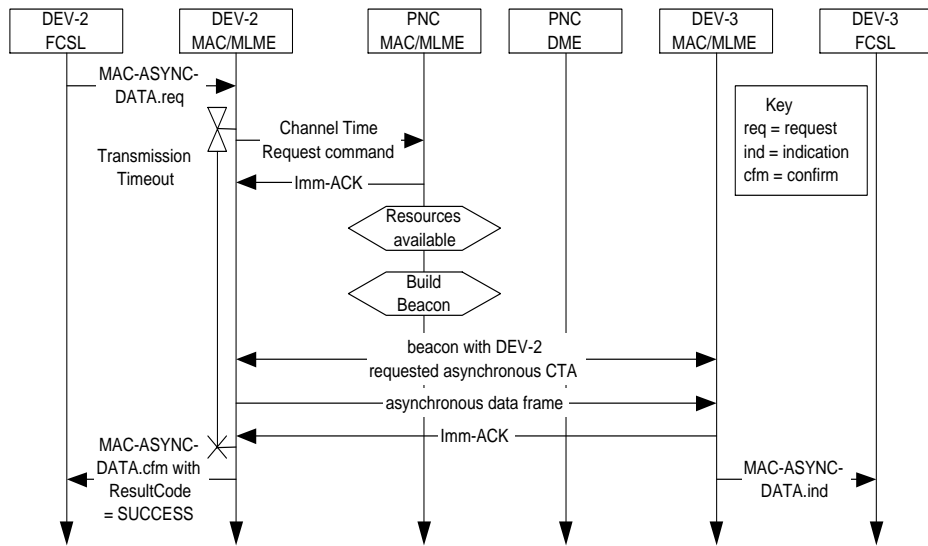 DEV-2
FCSL
DEV-2
MAC/MLME
PNC
MAC/MLME
PNC
DME
DEV-3
MAC/MLME
DEV-3
FCSL
MAC-ASYNC-
DATA.req
Key
req = request
ind = indication
cfm = confirm
Channel Time
Request command
Transmission
Timeout
Imm-ACK
Resources
available
Build
Beacon
beacon with DEV-2
requested asynchronous CTA
asynchronous data frame
Imm-ACK
MAC-ASYNC-
DATA.cfm with
ResultCode
= SUCCESS
MAC-ASYNC-
DATA.ind